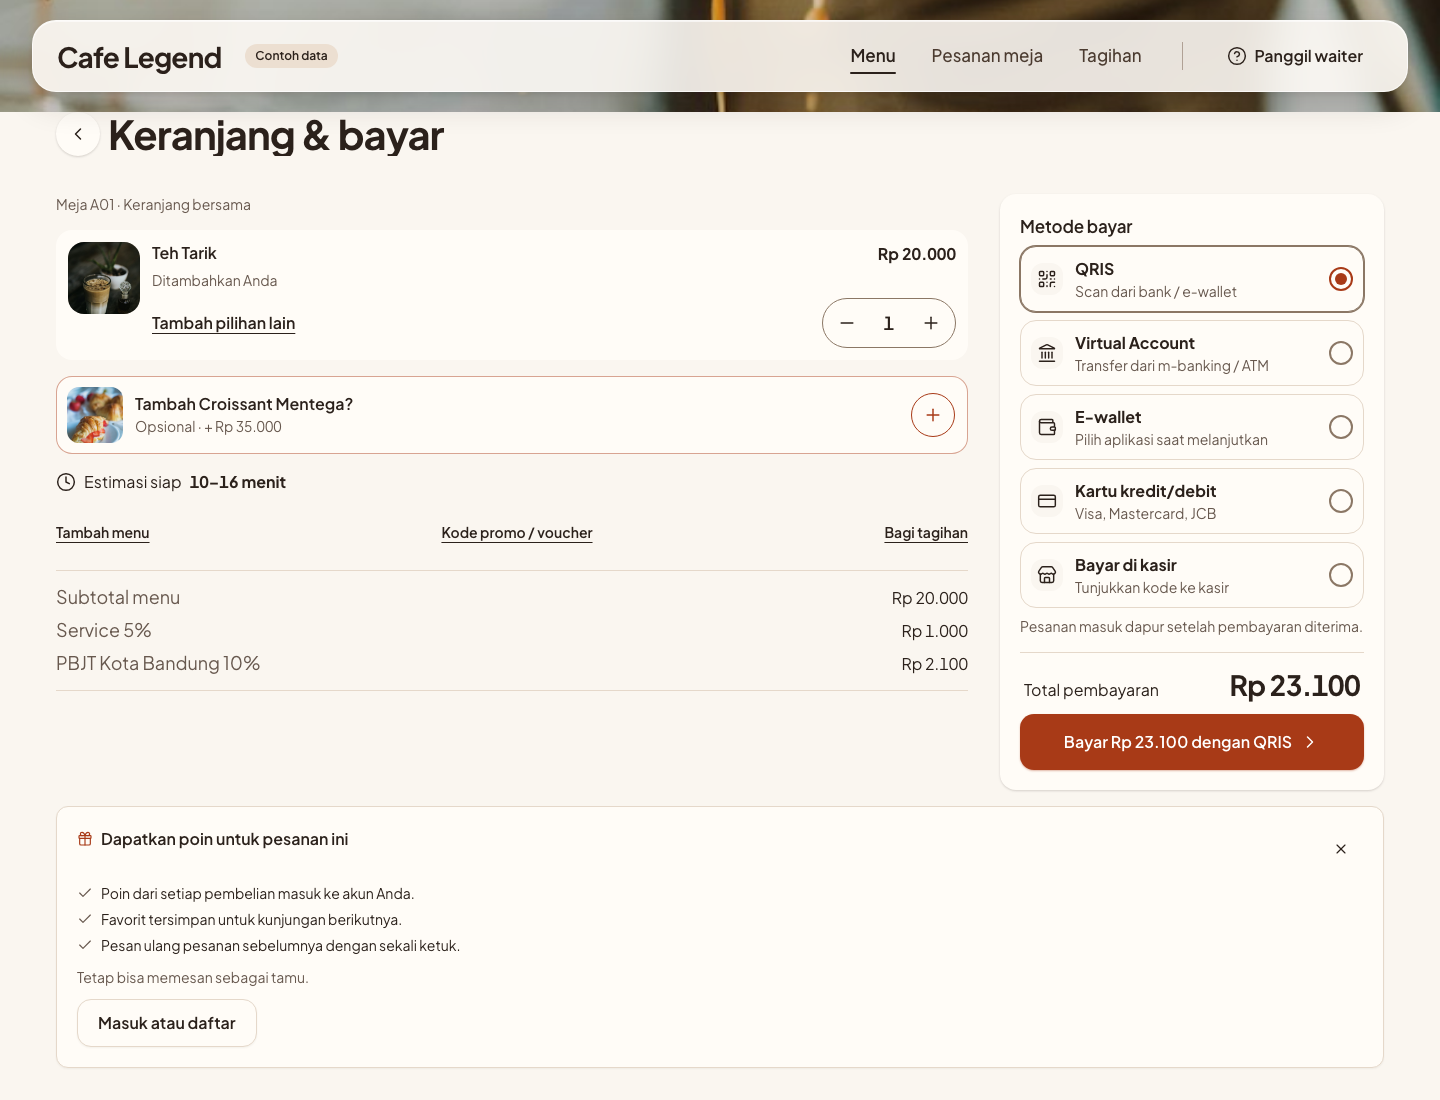 Cafe Legend
Contoh data
Menu
Pesanan meja
Tagihan
Panggil waiter
Keranjang & bayar
Meja A01 · Keranjang bersama
Teh Tarik
Rp 20.000
Ditambahkan Anda
Tambah pilihan lain
1
Tambah Croissant Mentega?
Opsional · + Rp 35.000
Estimasi siap 10–16 menit
Tambah menu
Kode promo / voucher
Bagi tagihan
Subtotal menu
Rp 20.000
Service 5%
Rp 1.000
PBJT Kota Bandung 10%
Rp 2.100
Metode bayar
QRIS
Scan dari bank / e-wallet
Virtual Account
Transfer dari m-banking / ATM
E-wallet
Pilih aplikasi saat melanjutkan
Kartu kredit/debit
Visa, Mastercard, JCB
Bayar di kasir
Tunjukkan kode ke kasir
Pesanan masuk dapur setelah pembayaran diterima.
Total pembayaran
Rp 23.100
Bayar Rp 23.100 dengan QRIS
Dapatkan poin untuk pesanan ini
Poin dari setiap pembelian masuk ke akun Anda.
Favorit tersimpan untuk kunjungan berikutnya.
Pesan ulang pesanan sebelumnya dengan sekali ketuk.
Tetap bisa memesan sebagai tamu.
Masuk atau daftar